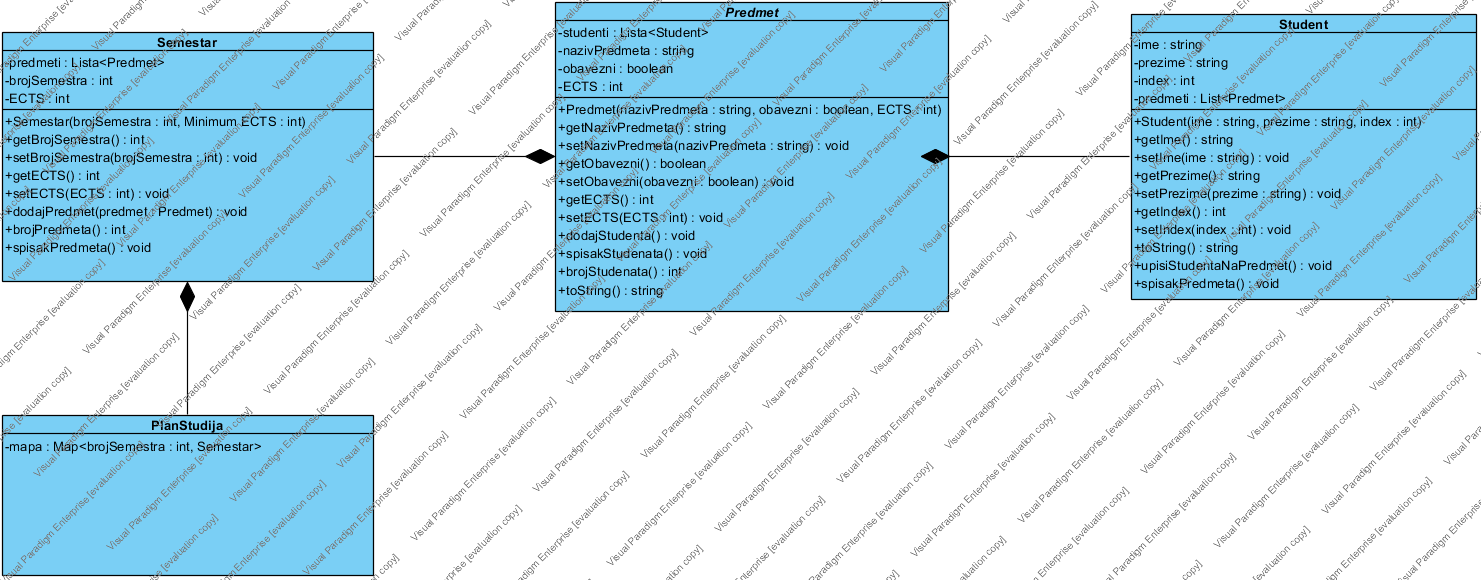 Semestar
-predmeti : Lista<Predmet>
-brojSemestra : int
-ECTS : int
+Semestar(brojSemestra : int, Minimum ECTS : int)
+getBrojSemestra() : int
+setBrojSemestra(brojSemestra : int) : void
+getECTS() : int
+setECTS(ECTS : int) : void
+dodajPredmet(predmet : Predmet) : void
+brojPredmeta() : int
+spisakPredmeta() : void
Predmet
-studenti : Lista<Student>
-nazivPredmeta : string
-obavezni : boolean
-ECTS : int
+Predmet(nazivPredmeta : string, obavezni : boolean, ECTS : int)
+getNazivPredmeta() : string
+setNazivPredmeta(nazivPredmeta : string) : void
+getObavezni() : boolean
+setObavezni(obavezni : boolean) : void
+getECTS() : int
+setECTS(ECTS : int) : void
+dodajStudenta() : void
+spisakStudenata() : void
+brojStudenata() : int
+toString() : string
Student
-ime : string
-prezime : string
-index : int
-predmeti : List<Predmet>
+Student(ime : string, prezime : string, index : int)
+getIme() : string
+setIme(ime : string) : void
+getPrezime() : string
+setPrezime(prezime : string) : void
+getIndex() : int
+setIndex(index : int) : void
+toString() : string
+upisiStudentaNaPredmet() : void
+spisakPredmeta() : void
PlanStudija
-mapa : Map<brojSemestra : int, Semestar>
Visual Paradigm Enterprise [evaluation copy]